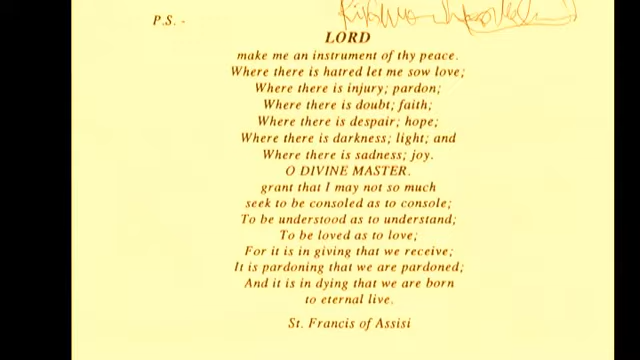 P.S. -
LORD
make me an instrument of thy peace.
Where there is hatred let me sow love;
Where there is injury; pardon;
Where there is doubt; faith;
Where there is despair; hope;
Where there is darkness; light; and
Where there is sadness; joy.
O DIVINE MASTER.
grant that I may not so much
seek to be consoled as to console;
To be understood as to understand;
To be loved as to love;
For it is in giving that we receive;
It is pardoning that we are pardoned;
And it is in dying that we are born
to eternal live.
St. Francis of Assisi